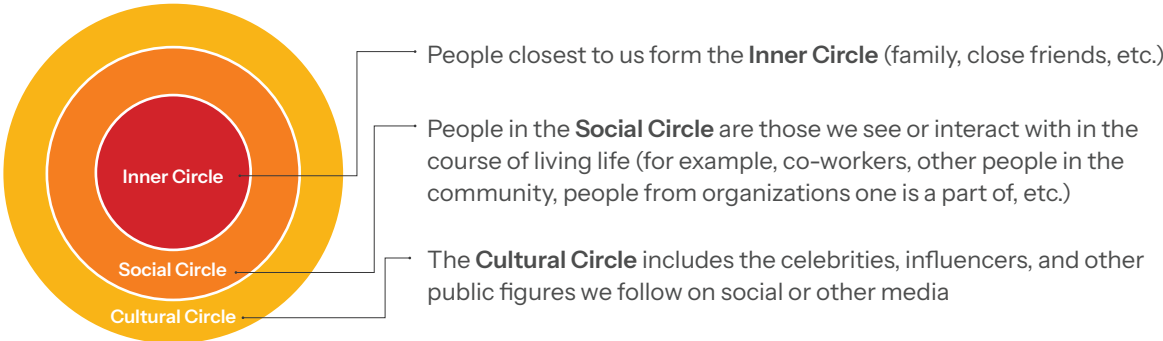 Inner Circle
Social Circle
Cultural Circle
People closest to us form the Inner Circle (family, close friends, etc.)
People in the Social Circle are those we see or interact with in the
course of living life (for example, co-workers, other people in the
community, people from organizations one is a part of, etc.)
The Cultural Circle includes the celebrities, influencers, and other
public figures we follow on social or other media